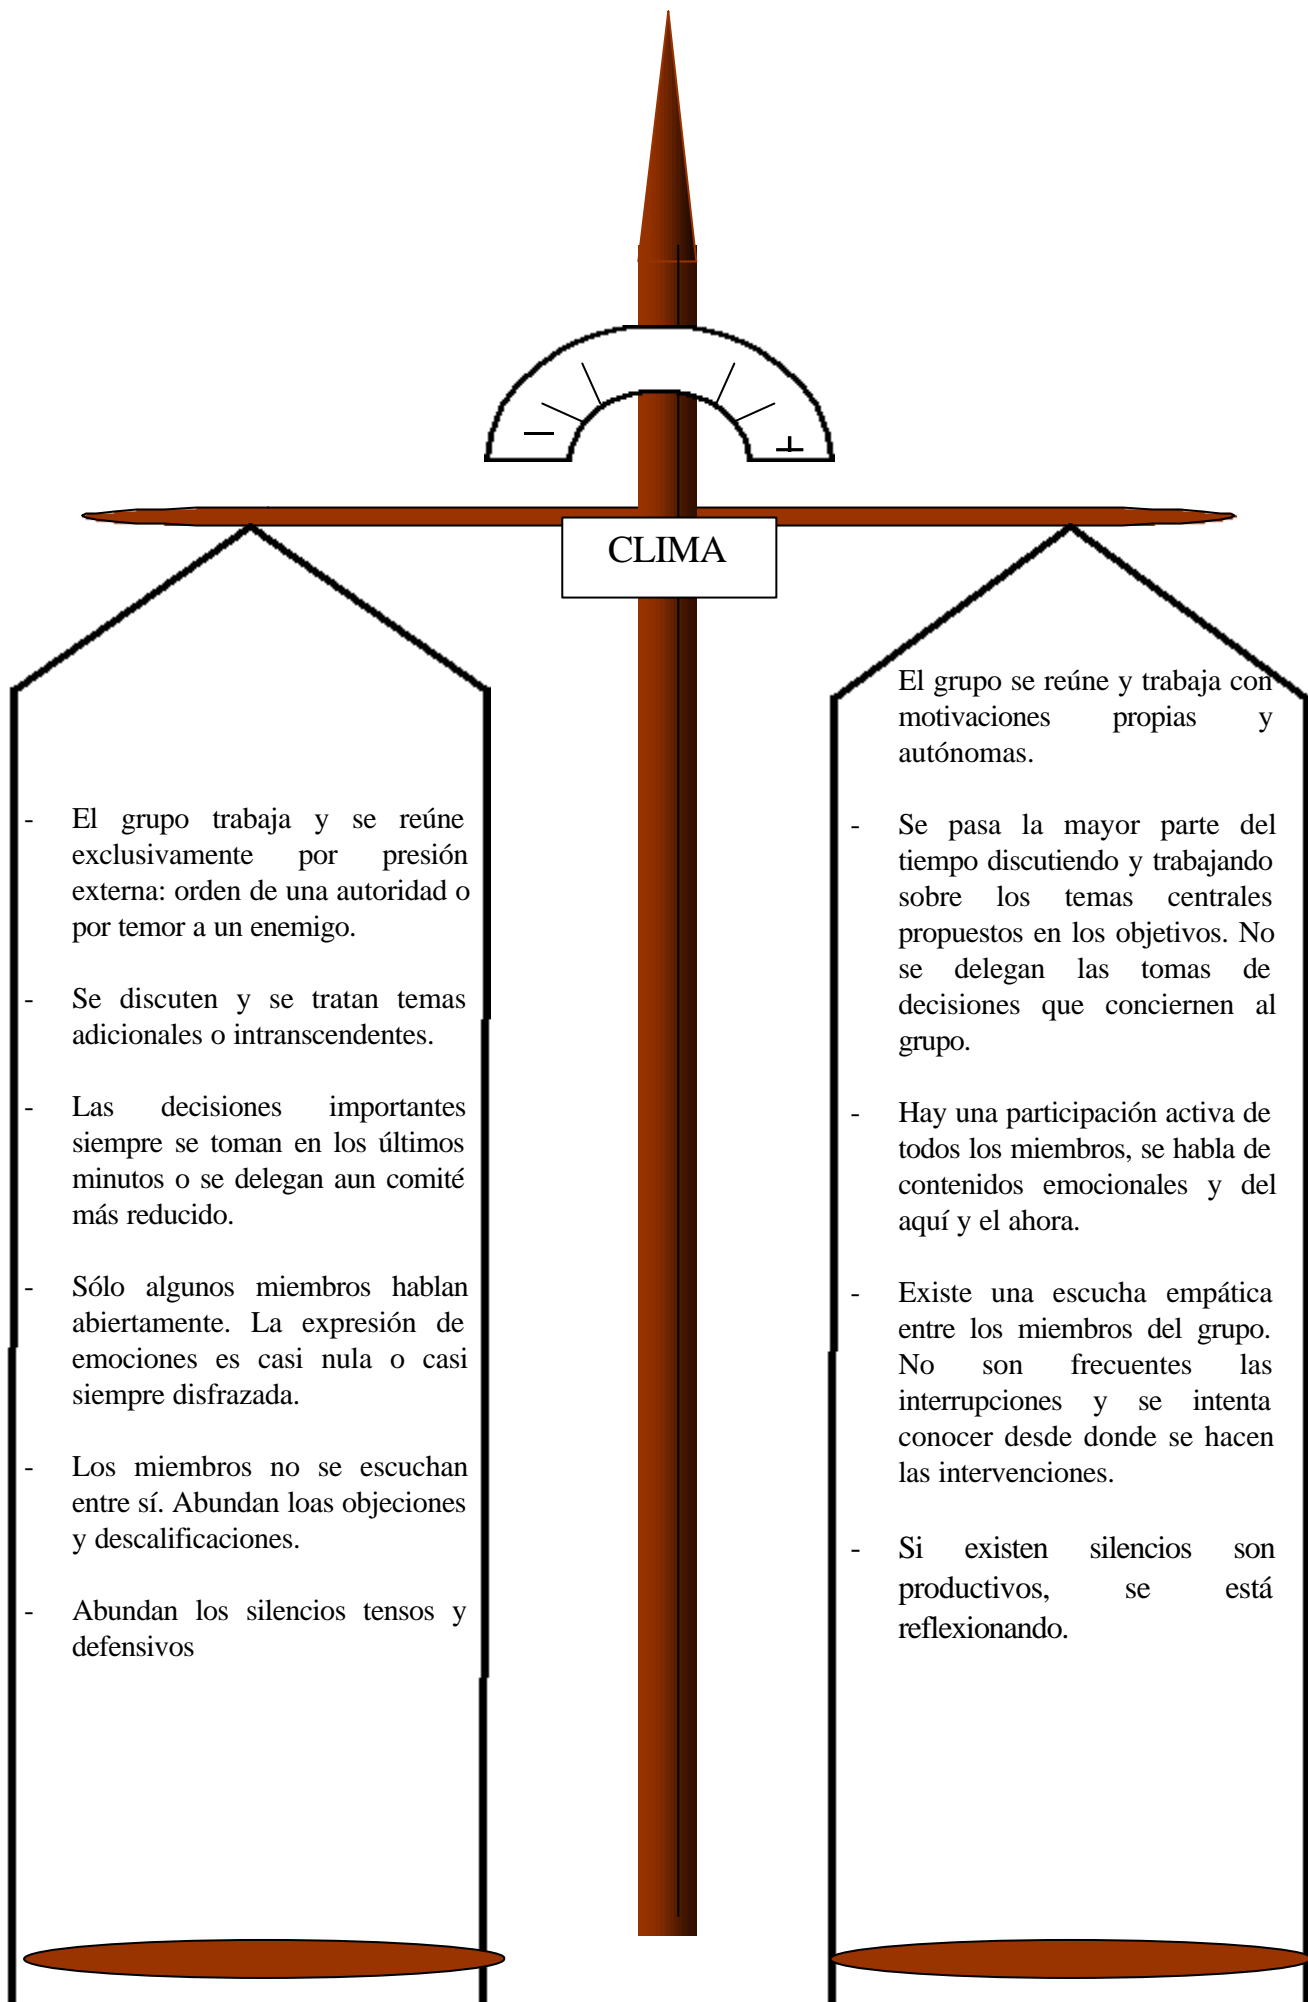 CLIMA
- El grupo trabaja y se reúne
exclusivamente por presión
externa: orden de una autoridad o
por temor a un enemigo.
- Se discuten y se tratan temas
adicionales o intranscendentes.
- Las decisiones importantes
siempre se toman en los últimos
minutos o se delegan aun comité
más reducido.
- Sólo algunos miembros hablan
abiertamente. La expresión de
emociones es casi nula o casi
siempre disfrazada.
- Los miembros no se escuchan
entre sí. Abundan loas objeciones
y descalificaciones.
- Abundan los silencios tensos y
defensivos
El grupo se reúne y trabaja con
motivaciones propias y
autónomas.
- Se pasa la mayor parte del
tiempo discutiendo y trabajando
sobre los temas centrales
propuestos en los objetivos. No
se delegan las tomas de
decisiones que conciernen al
grupo.
- Hay una participación activa de
todos los miembros, se habla de
contenidos emocionales y del
aquí y el ahora.
- Existe una escucha empática
entre los miembros del grupo.
No son frecuentes las
interrupciones y se intenta
conocer desde donde se hacen
las intervenciones.
- Si existen silencios son
productivos, se está
reflexionando.